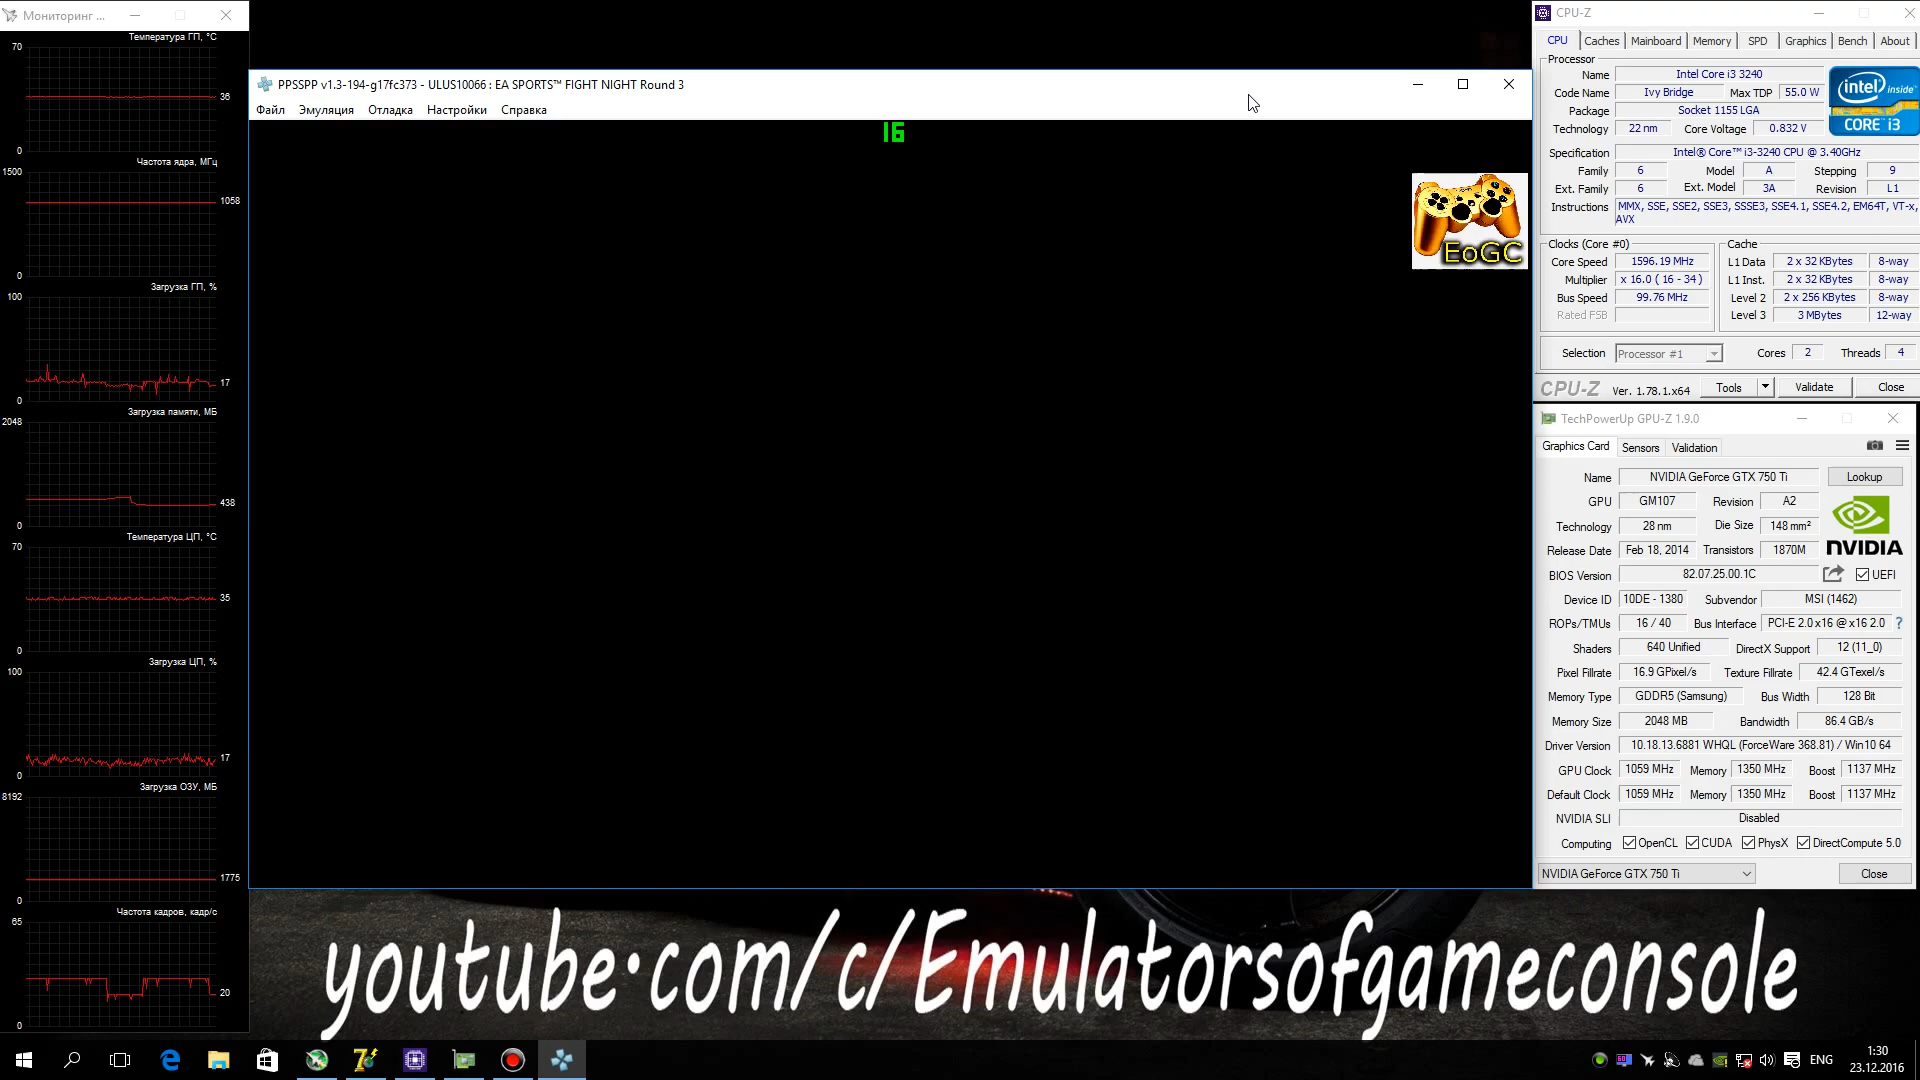 Мониторинг ...
Температура ГП, °C
70
36
0
Частота ядра, МГц
1500
1058
0
Загрузка ГП, %
100
17
0
Загрузка памяти, МБ
2048
438
0
Температура ЦП, °C
70
35
0
Загрузка ЦП, %
100
17
0
Загрузка ОЗУ, МБ
8192
1775
0
Частота кадров, кадр/с
65
20
0
PPSSPP v1.3-194-g17fc373 - ULUS10066 : EA SPORTS™ FIGHT NIGHT Round 3
Файл Эмуляция Отладка Настройки Справка
16
EoGC
CPU-Z
CPU Caches Mainboard Memory SPD Graphics Bench About
Processor
Name Intel Core i3 3240
Code Name Ivy Bridge Max TDP 55.0 W
Package Socket 1155 LGA
Technology 22 nm Core Voltage 0.832 V
intel inside™
CORE i3
Specification Intel® Core™ i3-3240 CPU @ 3.40GHz
Family 6 Model A Stepping 9
Ext. Family 6 Ext. Model 3A Revision L1
Instructions MMX, SSE, SSE2, SSE3, SSSE3, SSE4.1, SSE4.2, EM64T, VT-x,
AVX
Clocks (Core #0)
Core Speed 1596.19 MHz
Multiplier x 16.0 ( 16 - 34 )
Bus Speed 99.76 MHz
Rated FSB
Cache
L1 Data 2 x 32 KBytes 8-way
L1 Inst. 2 x 32 KBytes 8-way
Level 2 2 x 256 KBytes 8-way
Level 3 3 MBytes 12-way
Selection Processor #1 Cores 2 Threads 4
CPU-Z Ver. 1.78.1.x64 Tools Validate Close
TechPowerUp GPU-Z 1.9.0
Graphics Card Sensors Validation
Name NVIDIA GeForce GTX 750 Ti Lookup
GPU GM107 Revision A2
Technology 28 nm Die Size 148 mm²
Release Date Feb 18, 2014 Transistors 1870M
NVIDIA
BIOS Version 82.07.25.00.1C UEFI
Device ID 10DE - 1380 Subvendor MSI (1462)
ROPs/TMUs 16 / 40 Bus Interface PCI-E 2.0 x16 @ x16 2.0 ?
Shaders 640 Unified DirectX Support 12 (11_0)
Pixel Fillrate 16.9 GPixel/s Texture Fillrate 42.4 GTexel/s
Memory Type GDDR5 (Samsung) Bus Width 128 Bit
Memory Size 2048 MB Bandwidth 86.4 GB/s
Driver Version 10.18.13.6881 WHQL (ForceWare 368.81) / Win10 64
GPU Clock 1059 MHz Memory 1350 MHz Boost 1137 MHz
Default Clock 1059 MHz Memory 1350 MHz Boost 1137 MHz
NVIDIA SLI Disabled
Computing OpenCL CUDA PhysX DirectCompute 5.0
NVIDIA GeForce GTX 750 Ti Close
youtube.com/c/Emulatorsofgameconsole
ENG
1:30
23.12.2016